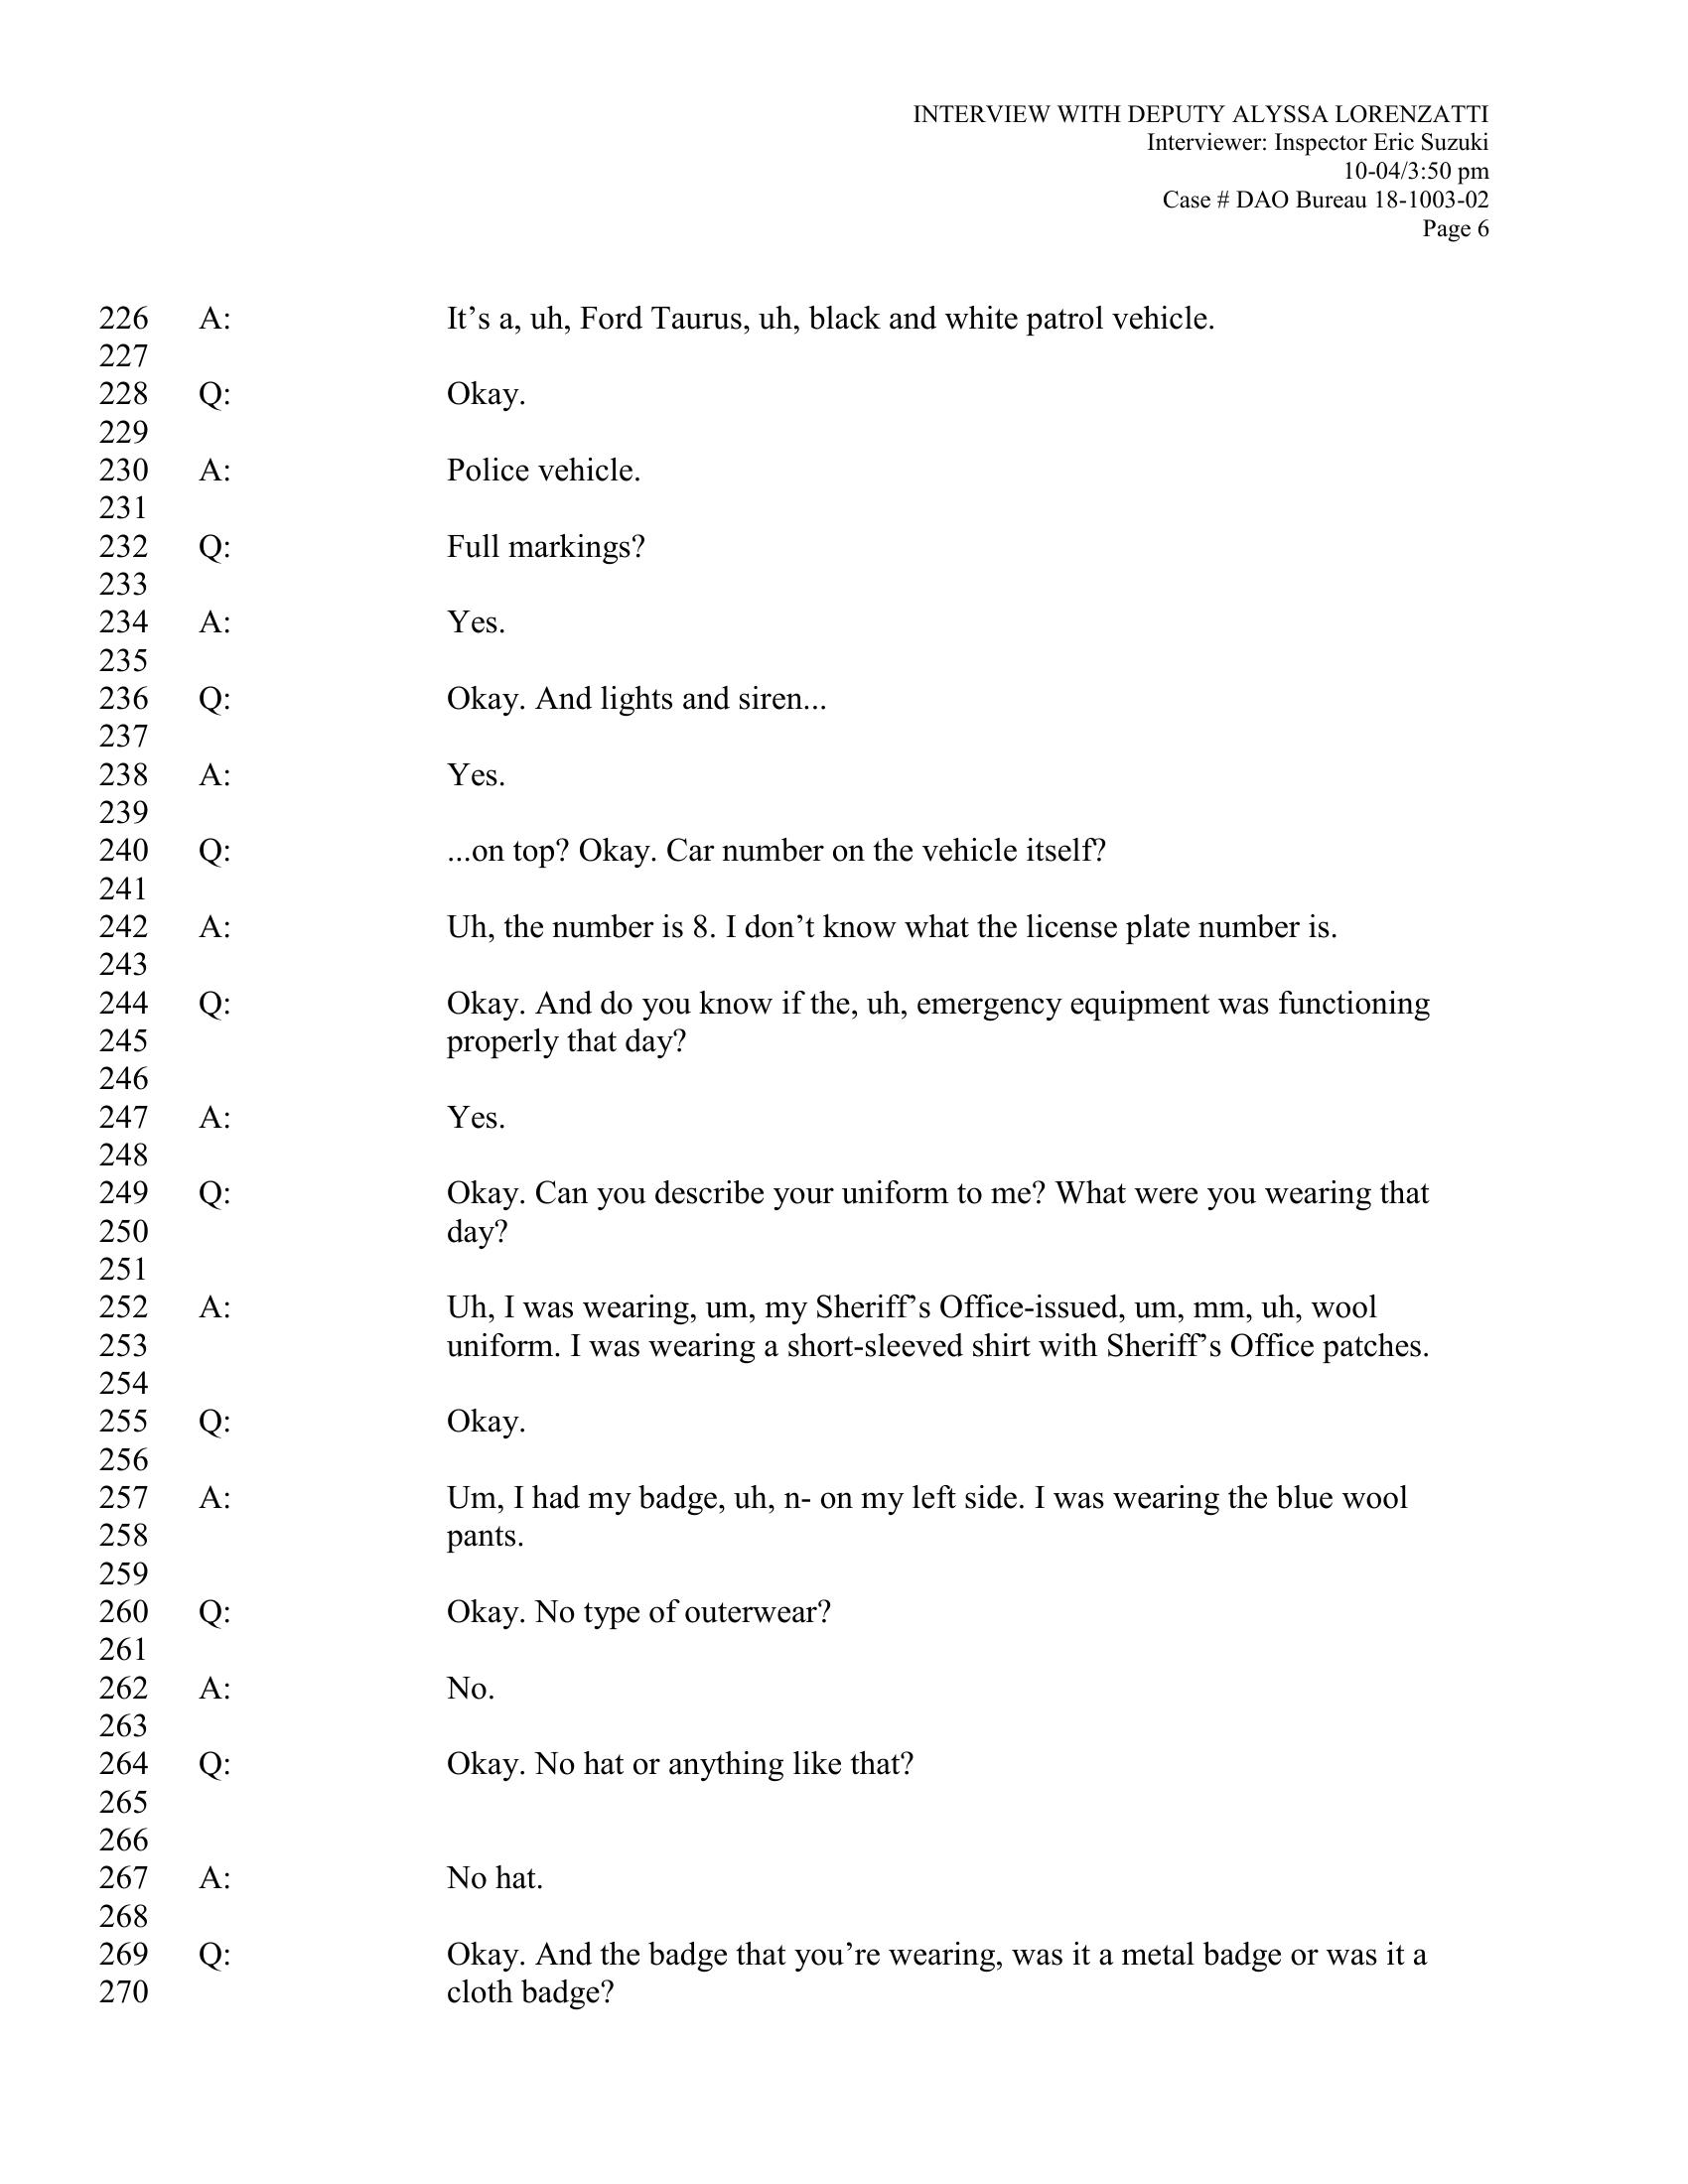 INTERVIEW WITH DEPUTY ALYSSA LORENZATTI
Interviewer: Inspector Eric Suzuki
10-04/3:50 pm
Case # DAO Bureau 18-1003-02
Page 6
226 A: It’s a, uh, Ford Taurus, uh, black and white patrol vehicle.
227
228 Q: Okay.
229
230 A: Police vehicle.
231
232 Q: Full markings?
233
234 A: Yes.
235
236 Q: Okay. And lights and siren...
237
238 A: Yes.
239
240 Q: ...on top? Okay. Car number on the vehicle itself?
241
242 A: Uh, the number is 8. I don’t know what the license plate number is.
243
244 Q: Okay. And do you know if the, uh, emergency equipment was functioning
245 properly that day?
246
247 A: Yes.
248
249 Q: Okay. Can you describe your uniform to me? What were you wearing that
250 day?
251
252 A: Uh, I was wearing, um, my Sheriff’s Office-issued, um, mm, uh, wool
253 uniform. I was wearing a short-sleeved shirt with Sheriff’s Office patches.
254
255 Q: Okay.
256
257 A: Um, I had my badge, uh, n- on my left side. I was wearing the blue wool
258 pants.
259
260 Q: Okay. No type of outerwear?
261
262 A: No.
263
264 Q: Okay. No hat or anything like that?
265
266
267 A: No hat.
268
269 Q: Okay. And the badge that you’re wearing, was it a metal badge or was it a
270 cloth badge?